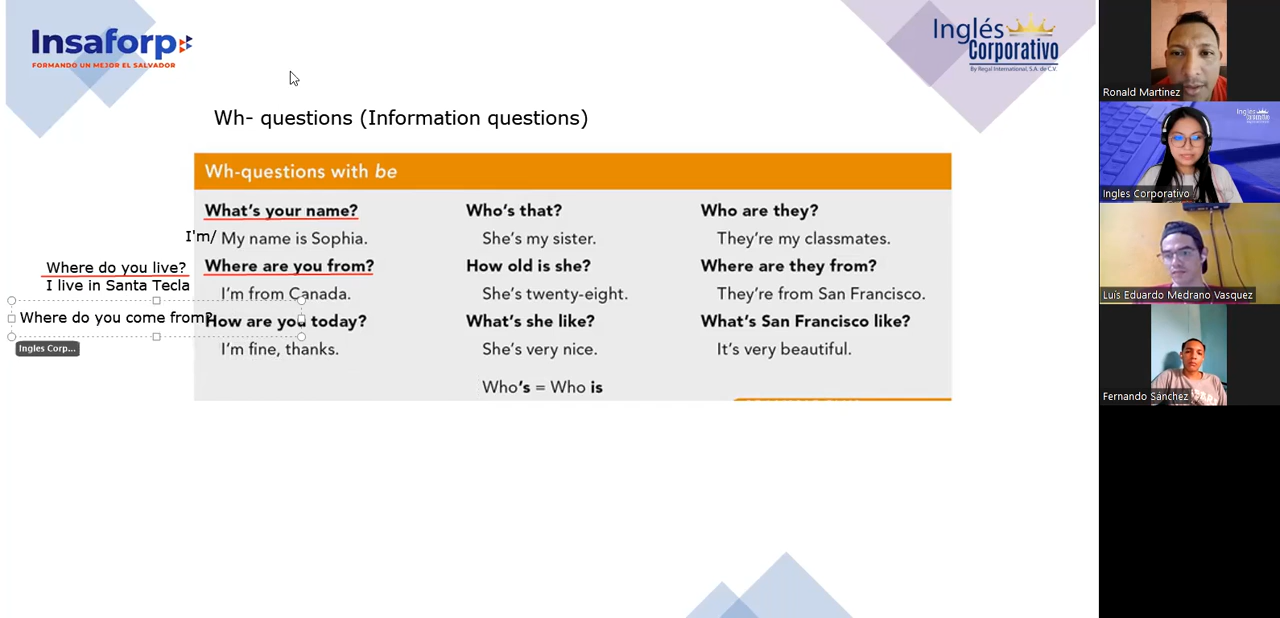 Insaforp
FORMANDO UN MEJOR EL SALVADOR
Inglés
Corporativo
By Regal International, S.A. de C.V.
Wh- questions (Information questions)
Wh-questions with be
What's your name?
I'm/ My name is Sophia.
Where are you from?
I'm from Canada.
How are you today?
I'm fine, thanks.
Where do you live?
I live in Santa Tecla
Where do you come from?
Ingles Corp...
Who's that?
She's my sister.
How old is she?
She's twenty-eight.
What's she like?
She's very nice.
Who's = Who is
Who are they?
They're my classmates.
Where are they from?
They're from San Francisco.
What's San Francisco like?
It's very beautiful.
Ronald Martinez
Ingles Corporativo
Luis Eduardo Medrano Vasquez
Fernando Sánchez